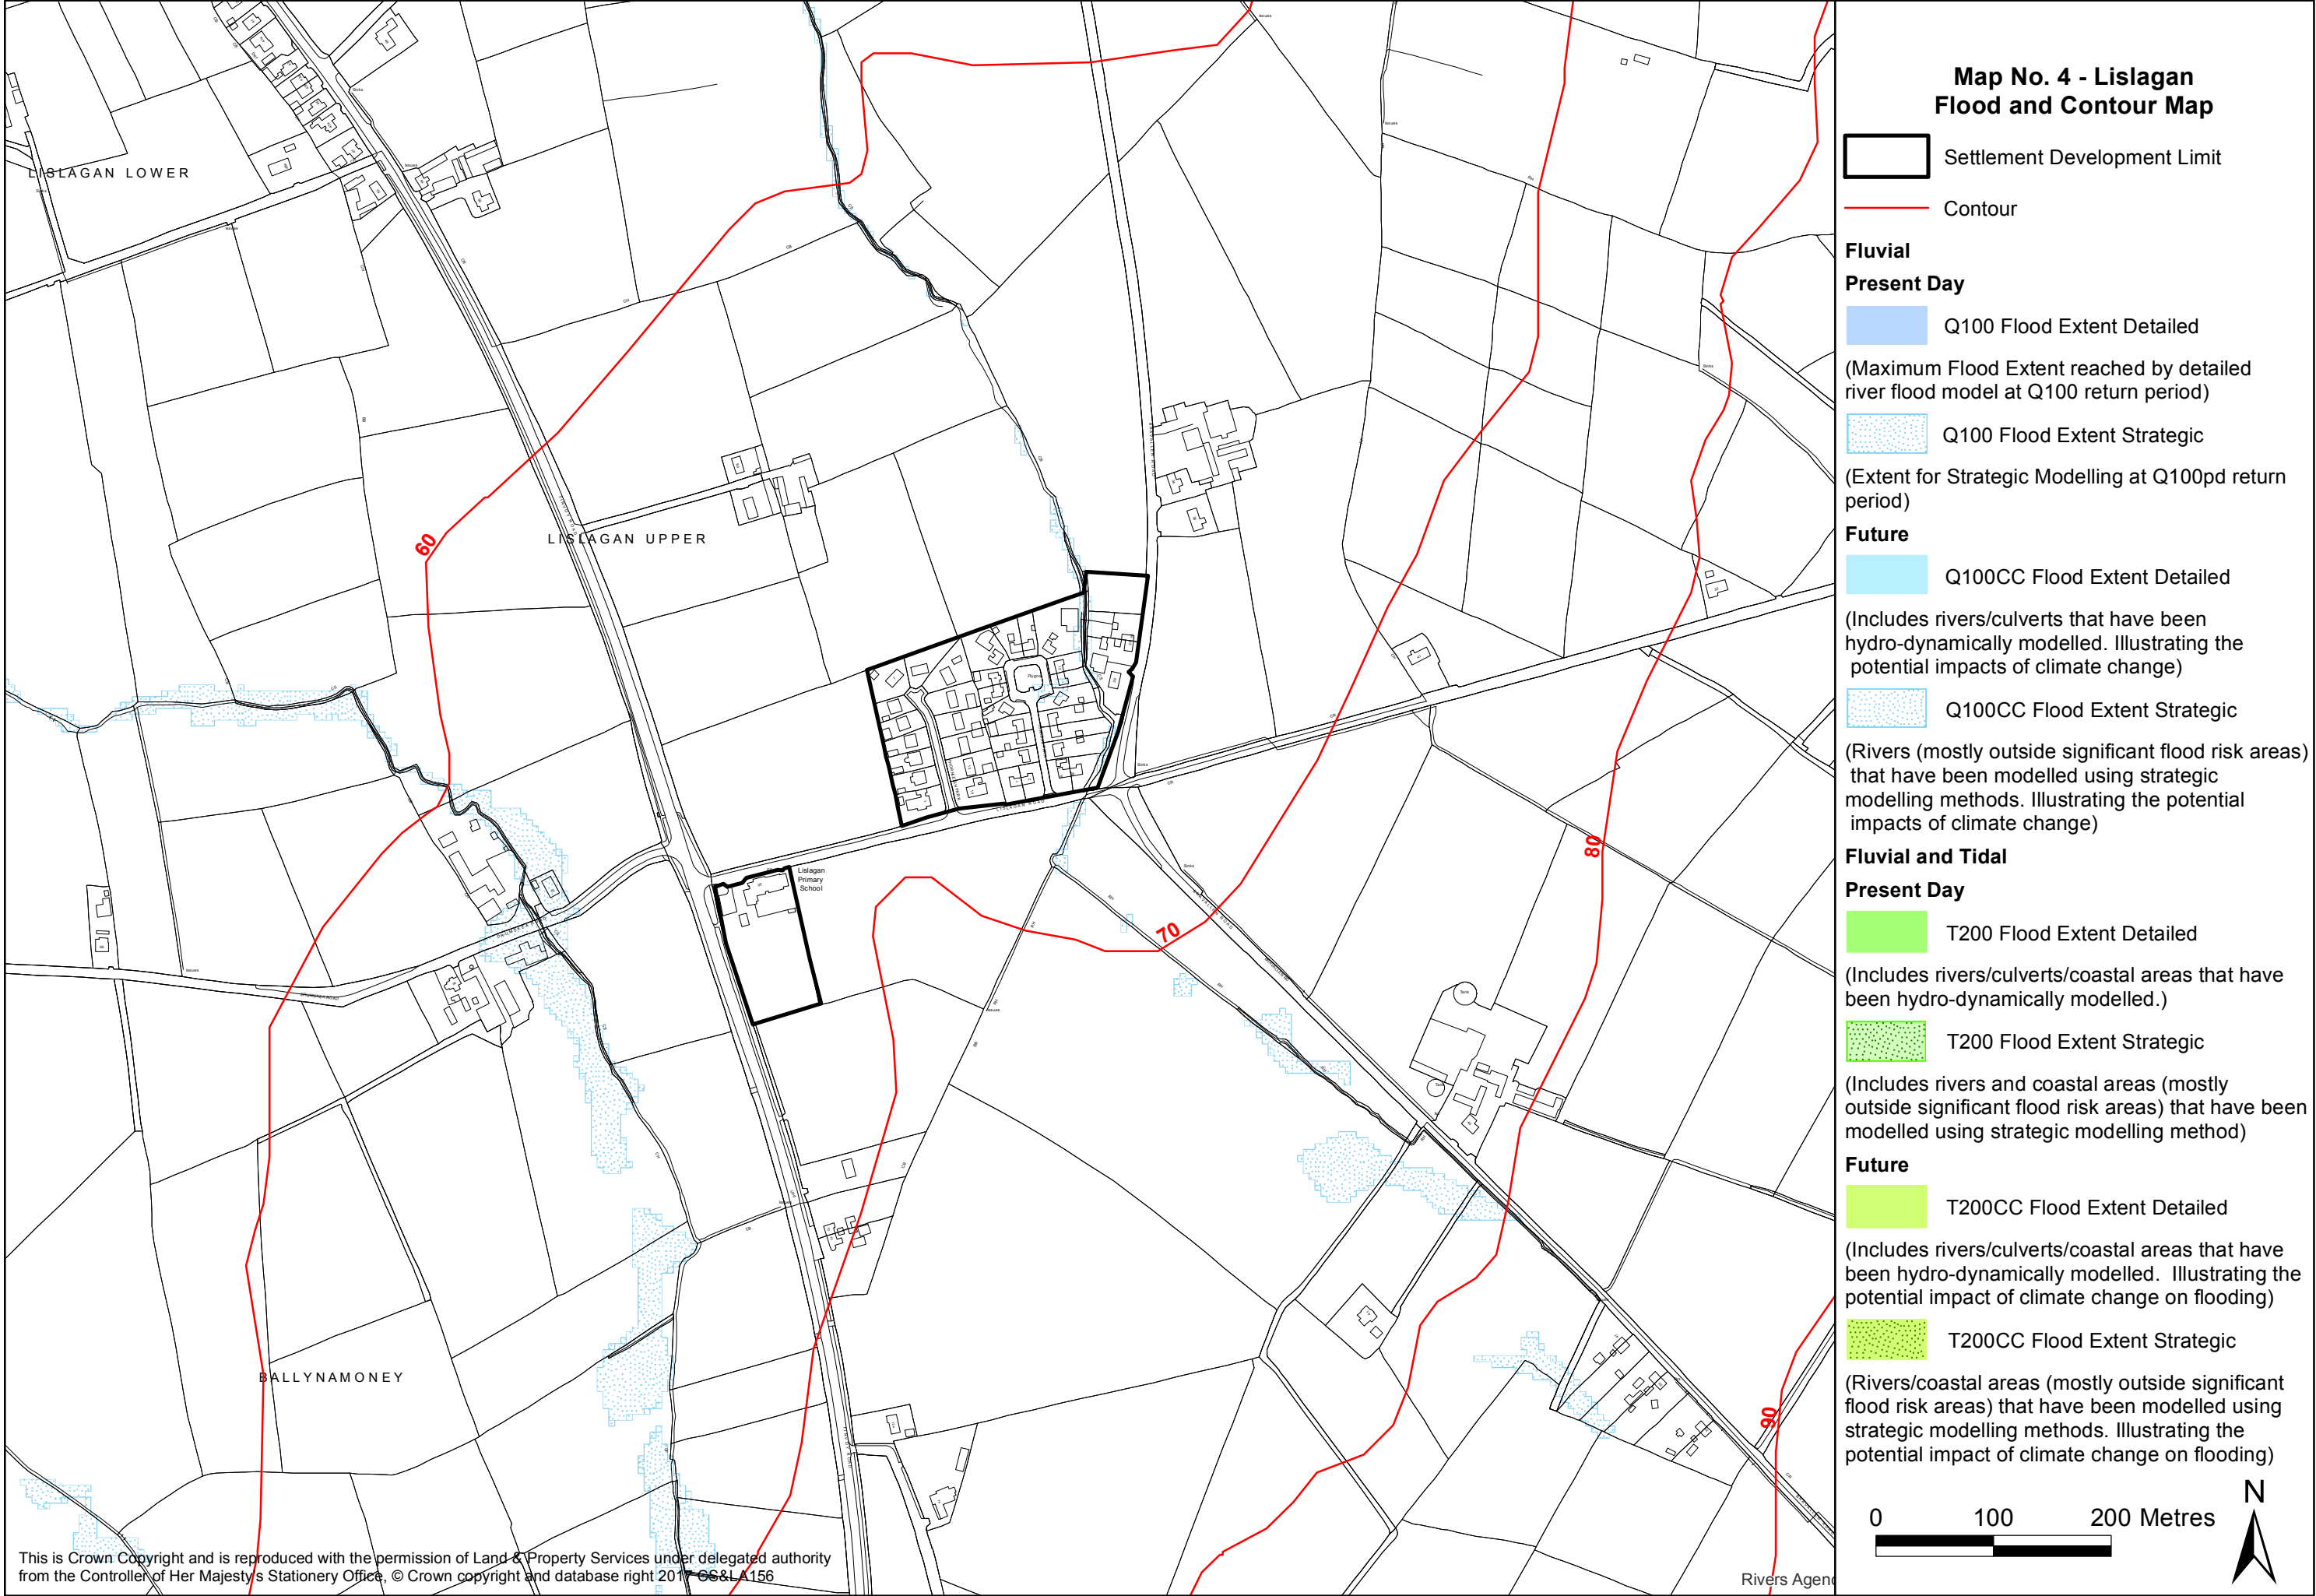 LISLAGAN LOWER
LISLAGAN UPPER
60
Lislagan
Primary
School
70
80
90
BALLYNAMONEY
LISLAGAN ROAD
Issues
Sinks
Tank
Tank
This is Crown Copyright and is reproduced with the permission of Land & Property Services under delegated authority
from the Controller of Her Majesty's Stationery Office, © Crown copyright and database right 2017 CS&LA156
Rivers Agenc
Map No. 4 - Lislagan
Flood and Contour Map
Settlement Development Limit
Contour
Fluvial
Present Day
Q100 Flood Extent Detailed
(Maximum Flood Extent reached by detailed
river flood model at Q100 return period)
Q100 Flood Extent Strategic
(Extent for Strategic Modelling at Q100pd return
period)
Future
Q100CC Flood Extent Detailed
(Includes rivers/culverts that have been
hydro-dynamically modelled. Illustrating the
potential impacts of climate change)
Q100CC Flood Extent Strategic
(Rivers (mostly outside significant flood risk areas)
that have been modelled using strategic
modelling methods. Illustrating the potential
impacts of climate change)
Fluvial and Tidal
Present Day
T200 Flood Extent Detailed
(Includes rivers/culverts/coastal areas that have
been hydro-dynamically modelled.)
T200 Flood Extent Strategic
(Includes rivers and coastal areas (mostly
outside significant flood risk areas) that have been
modelled using strategic modelling method)
Future
T200CC Flood Extent Detailed
(Includes rivers/culverts/coastal areas that have
been hydro-dynamically modelled. Illustrating the
potential impact of climate change on flooding)
T200CC Flood Extent Strategic
(Rivers/coastal areas (mostly outside significant
flood risk areas) that have been modelled using
strategic modelling methods. Illustrating the
potential impact of climate change on flooding)
N
0 100 200 Metres